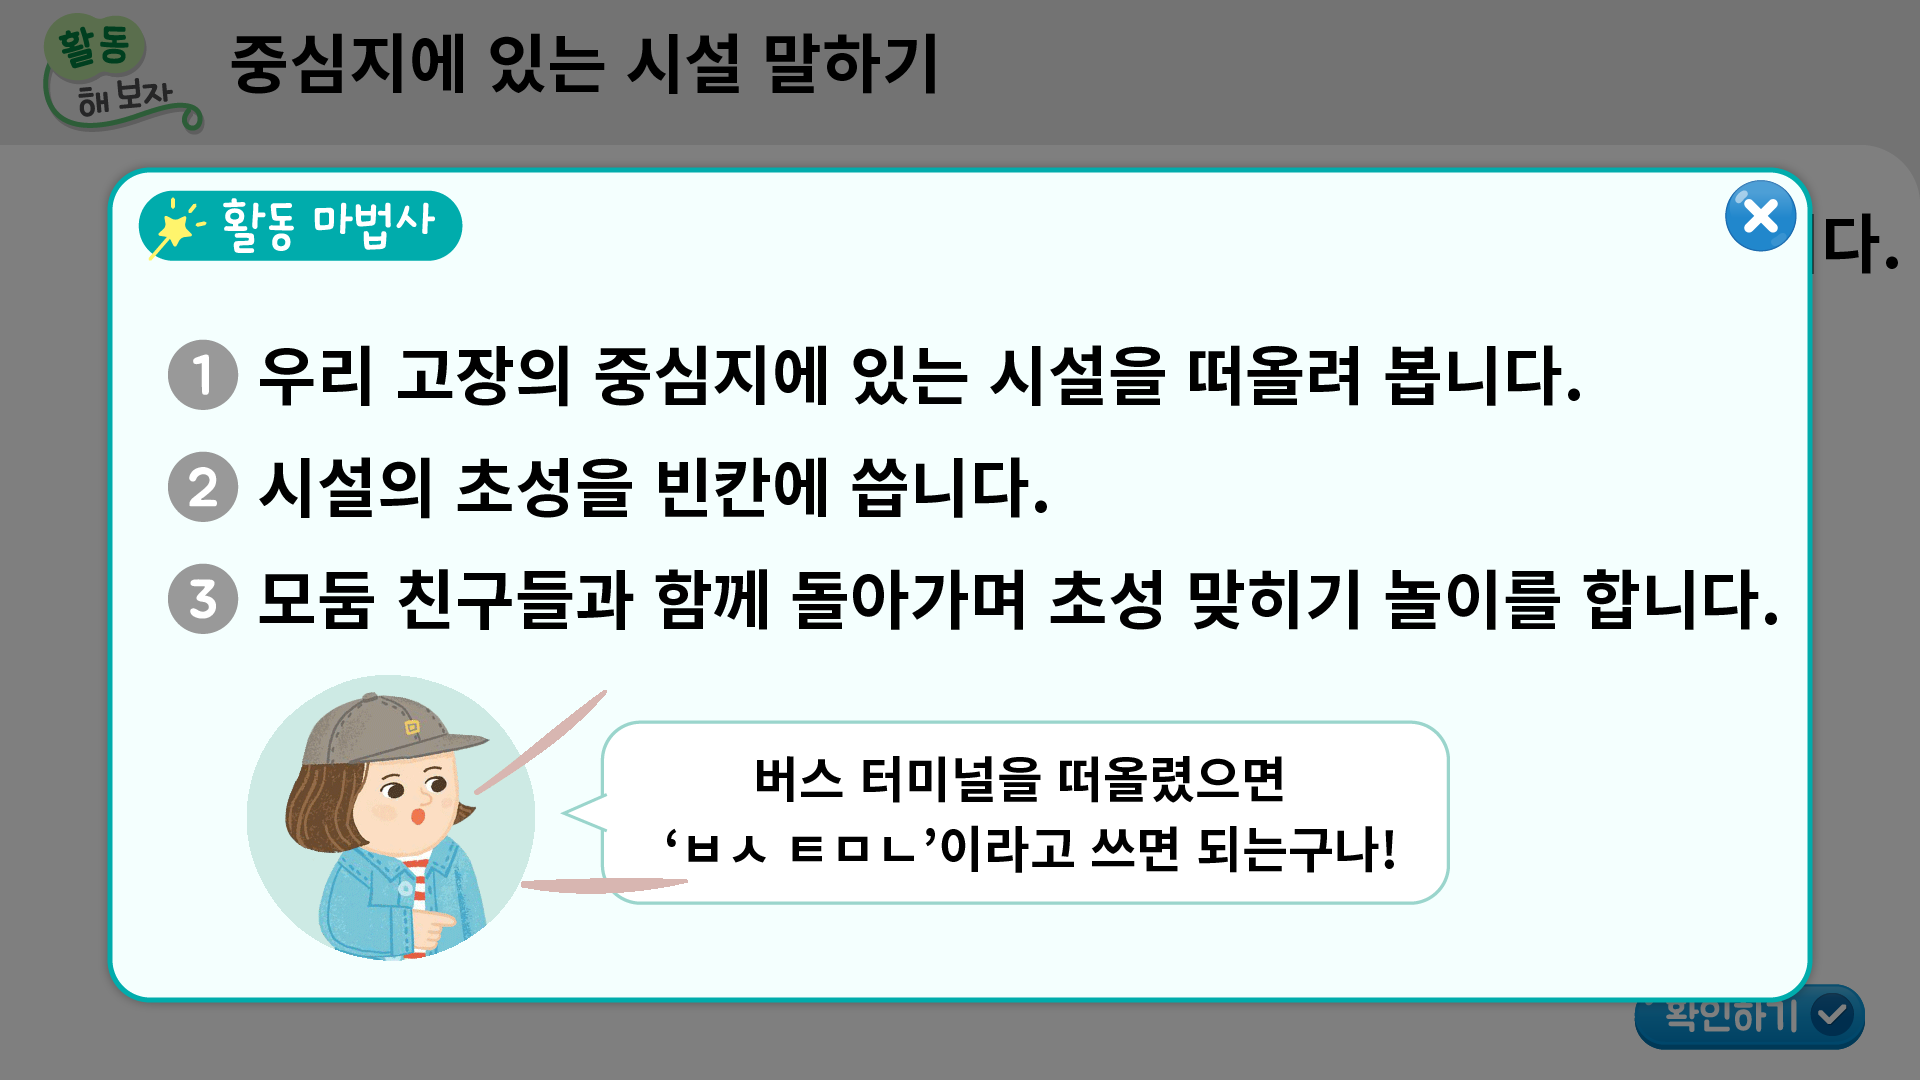 활동
해 보자
중심지에 있는 시설 말하기
다.
활동 마법사
1 우리 고장의 중심지에 있는 시설을 떠올려 봅니다.
2 시설의 초성을 빈칸에 씁니다.
3 모둠 친구들과 함께 돌아가며 초성 맞히기 놀이를 합니다.
버스 터미널을 떠올렸으면
‘ㅂㅅ ㅌㅁㄴ’이라고 쓰면 되는구나!
확인하기